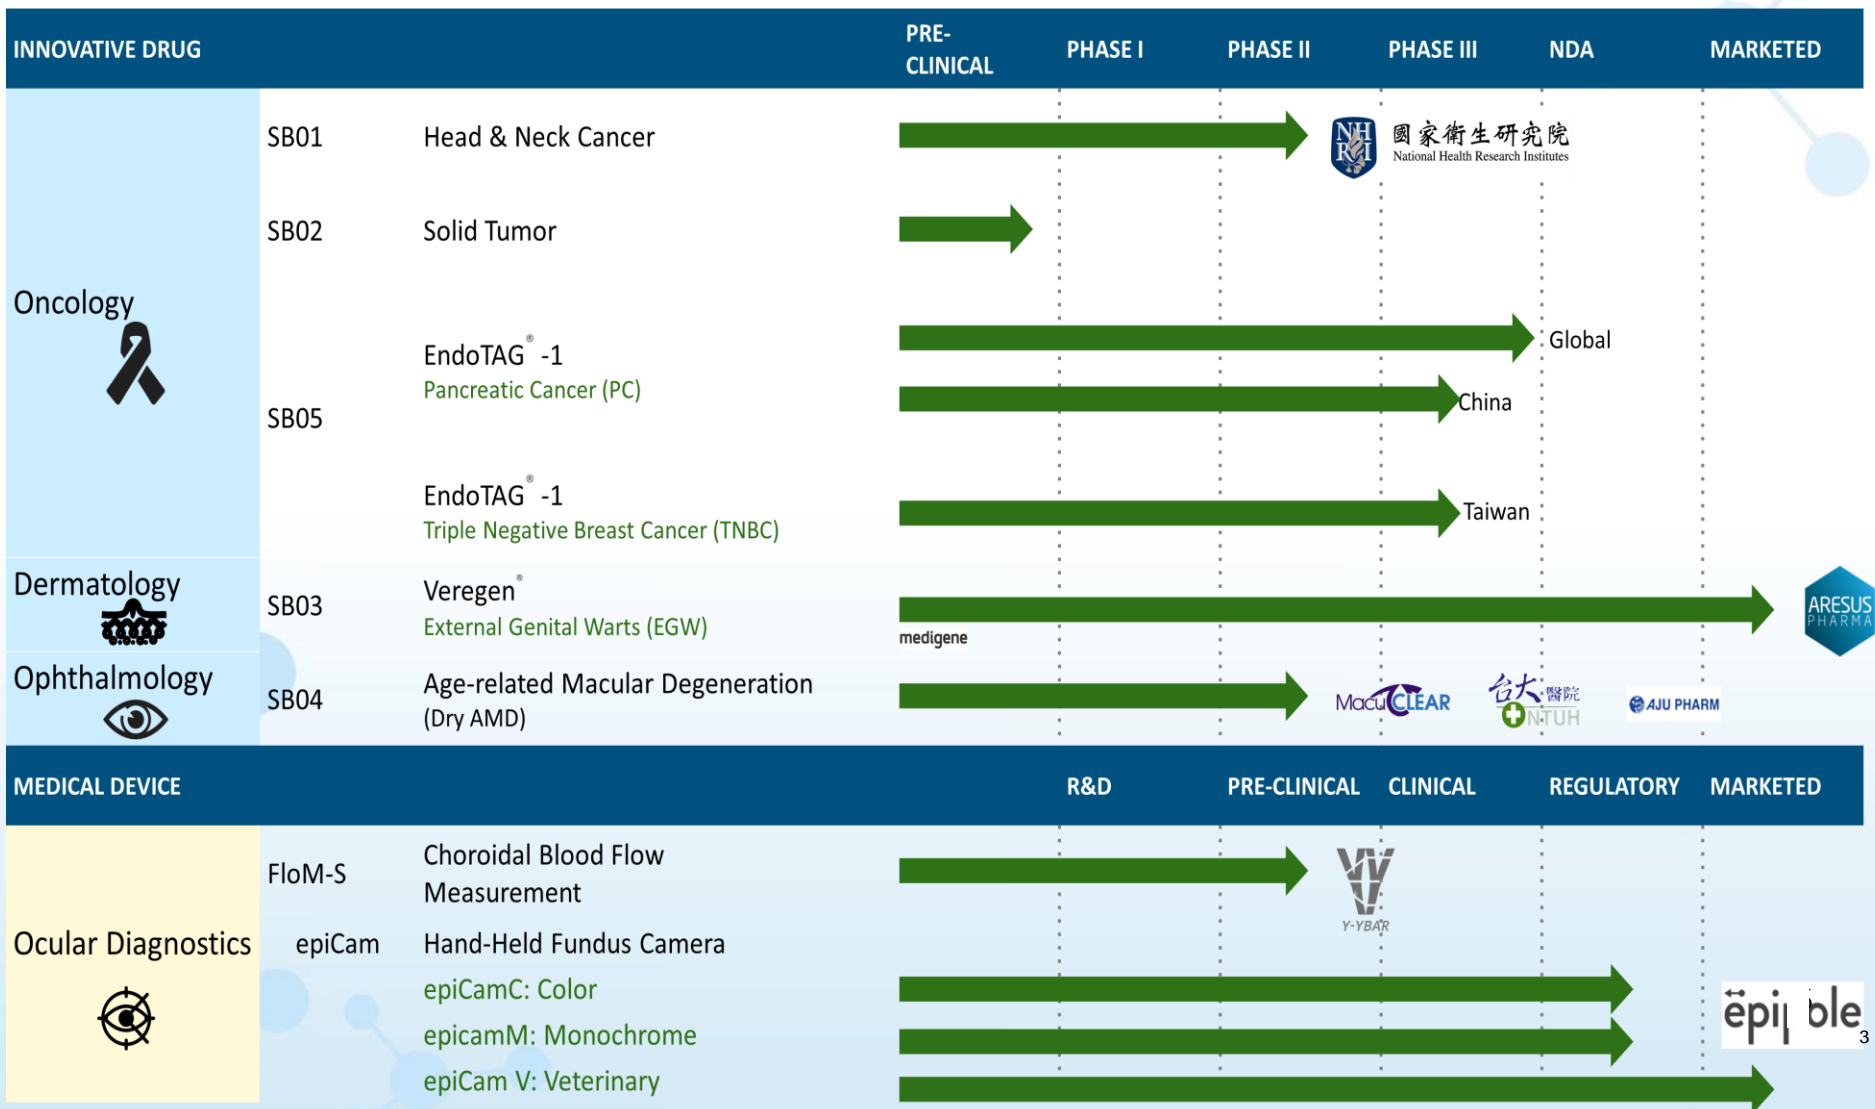 INNOVATIVE DRUG
PRE-
CLINICAL
PHASE I
PHASE II
PHASE III
NDA
MARKETED
Oncology
SB01
Head & Neck Cancer
NH
RI
國家衛生研究院
National Health Research Institutes
SB02
Solid Tumor
SB05
EndoTAG® -1
Pancreatic Cancer (PC)
Global
China
EndoTAG® -1
Triple Negative Breast Cancer (TNBC)
Taiwan
Dermatology
SB03
Veregen®
External Genital Warts (EGW)
medigene
ARESUS
PHARMA
Ophthalmology
SB04
Age-related Macular Degeneration
(Dry AMD)
MacuCLEAR
台大醫院
NTUH
AJU PHARM
MEDICAL DEVICE
R&D
PRE-CLINICAL
CLINICAL
REGULATORY
MARKETED
Ocular Diagnostics
FloM-S
Choroidal Blood Flow
Measurement
Y-YBAR
epiCam
Hand-Held Fundus Camera
epiCamC: Color
epicamM: Monochrome
epiCam V: Veterinary
3